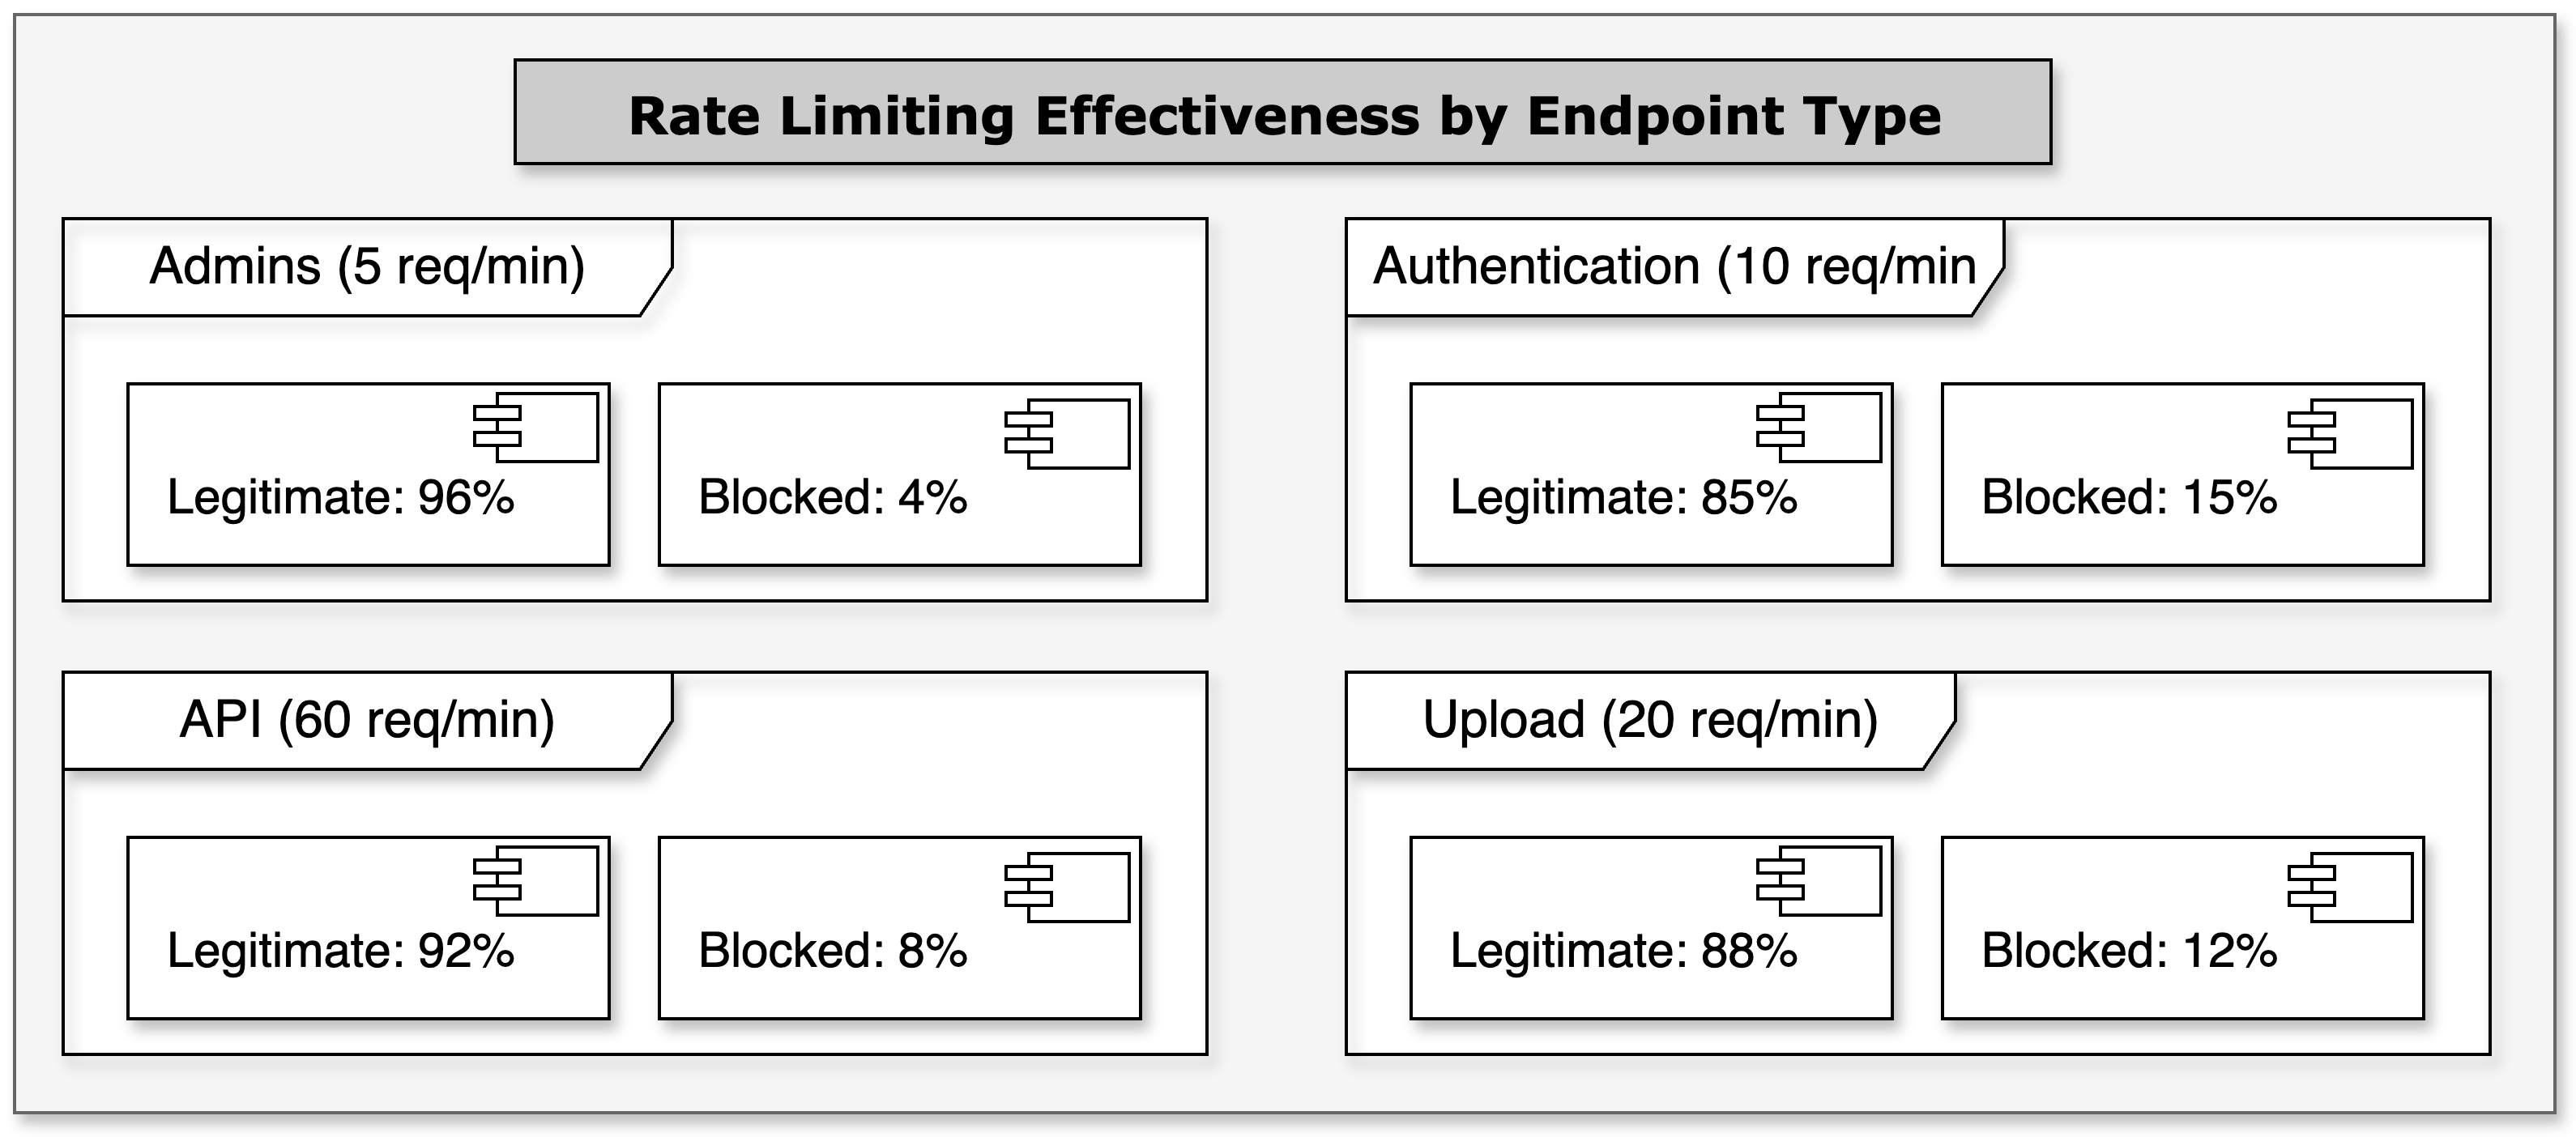 Rate Limiting Effectiveness by Endpoint Type
Admins (5 req/min)
Legitimate: 96%
Blocked: 4%
Authentication (10 req/min
Legitimate: 85%
Blocked: 15%
API (60 req/min)
Legitimate: 92%
Blocked: 8%
Upload (20 req/min)
Legitimate: 88%
Blocked: 12%